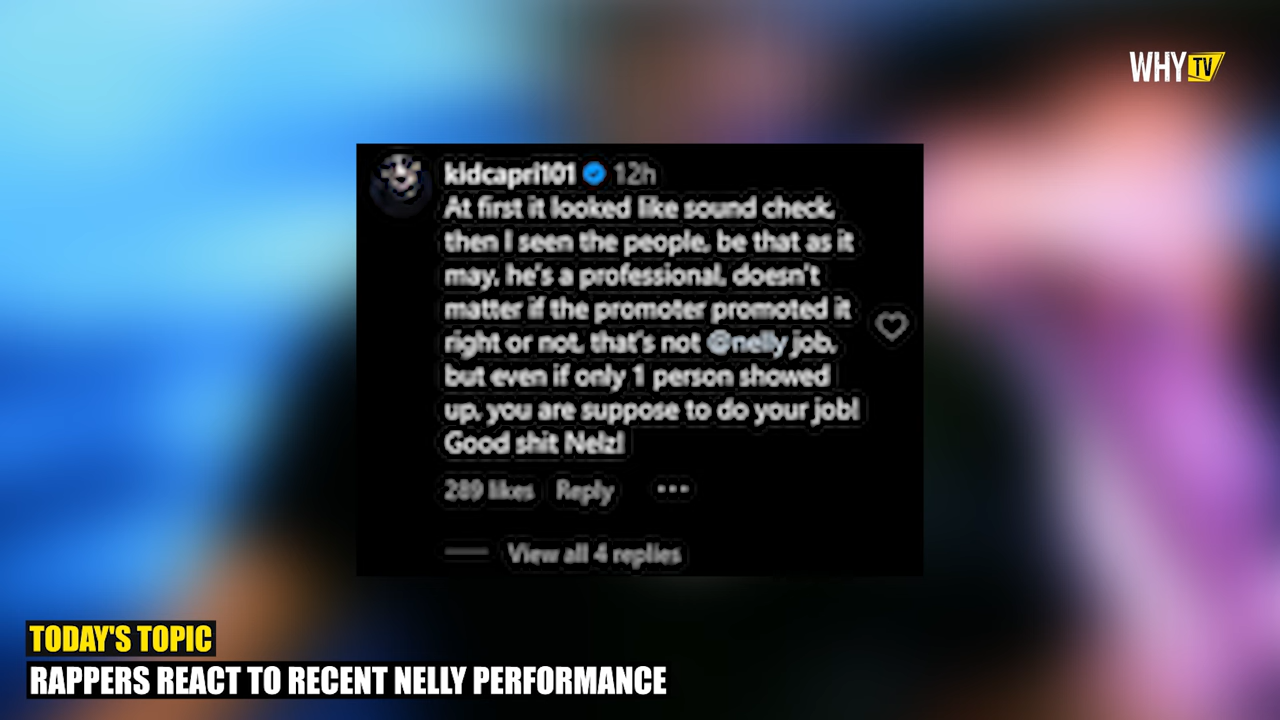 WHY TV
kidcapri101 12h
At first it looked like sound check,
then I seen the people, be that as it
may, he's a professional, doesn't
matter if the promoter promoted it
right or not, that's not @nelly job,
but even if only 1 person showed
up, you are suppose to do your job!
Good shit Nelz!
289 likes Reply ...
View all 4 replies
TODAY'S TOPIC
RAPPERS REACT TO RECENT NELLY PERFORMANCE